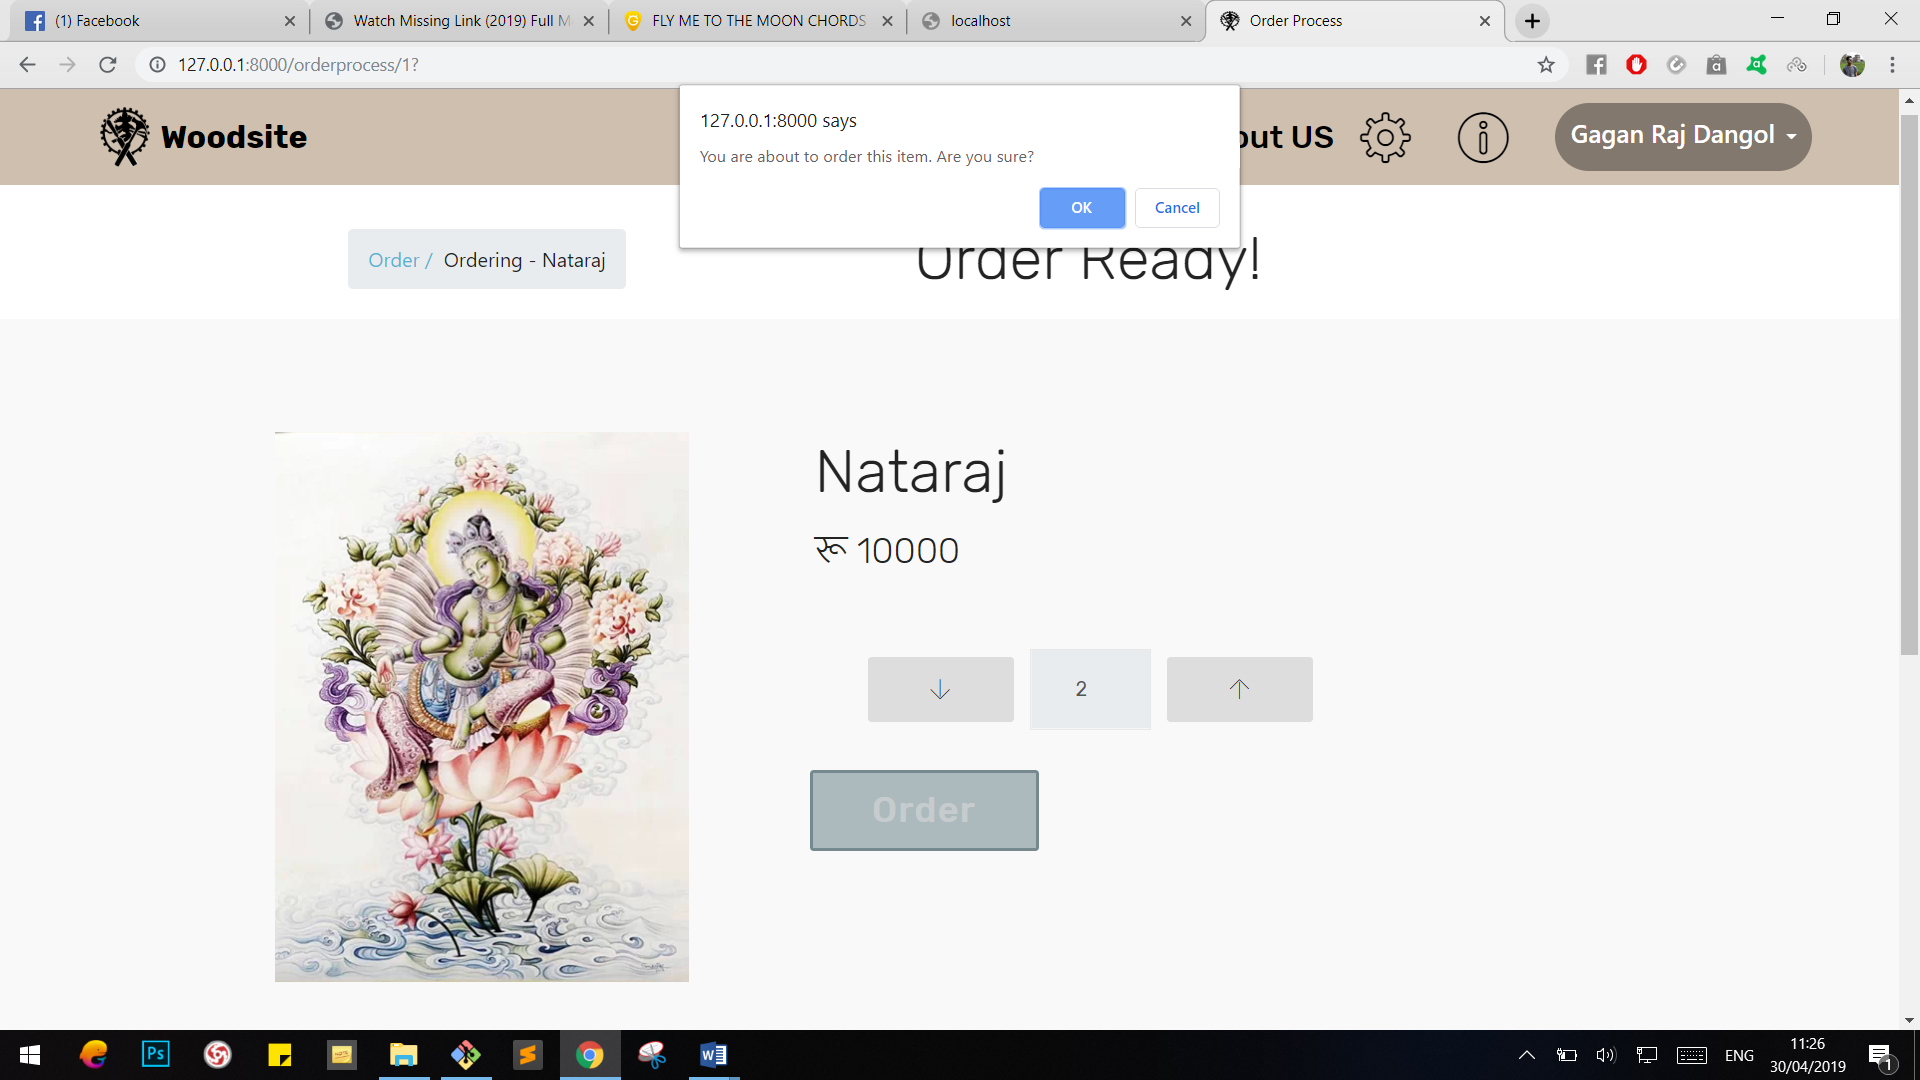 (1) Facebook
Watch Missing Link (2019) Full M
FLY ME TO THE MOON CHORDS
localhost
Order Process
127.0.0.1:8000/orderprocess/1?
Woodsite
out US
Gagan Raj Dangol
127.0.0.1:8000 says
You are about to order this item. Are you sure?
OK
Cancel
Order / Ordering - Nataraj
Order Ready!
Nataraj
रू 10000
2
Order
Ps
ENG
11:26
30/04/2019
1